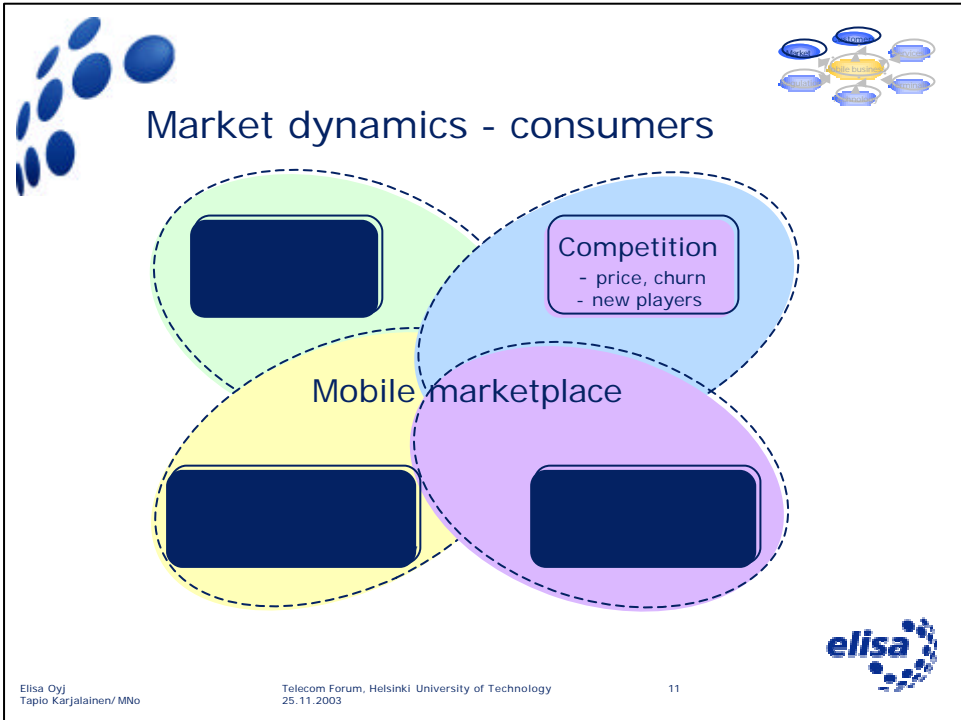 Market dynamics - consumers
Competition
- price, churn
- new players
Mobile marketplace
elisa
Elisa Oyj
Tapio Karjalainen/MNo
Telecom Forum, Helsinki University of Technology
25.11.2003
11